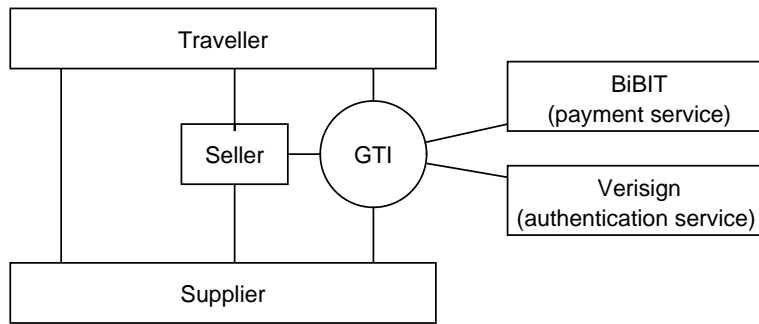 Traveller
BiBIT
(payment service)
Seller
GTI
Verisign
(authentication service)
Supplier